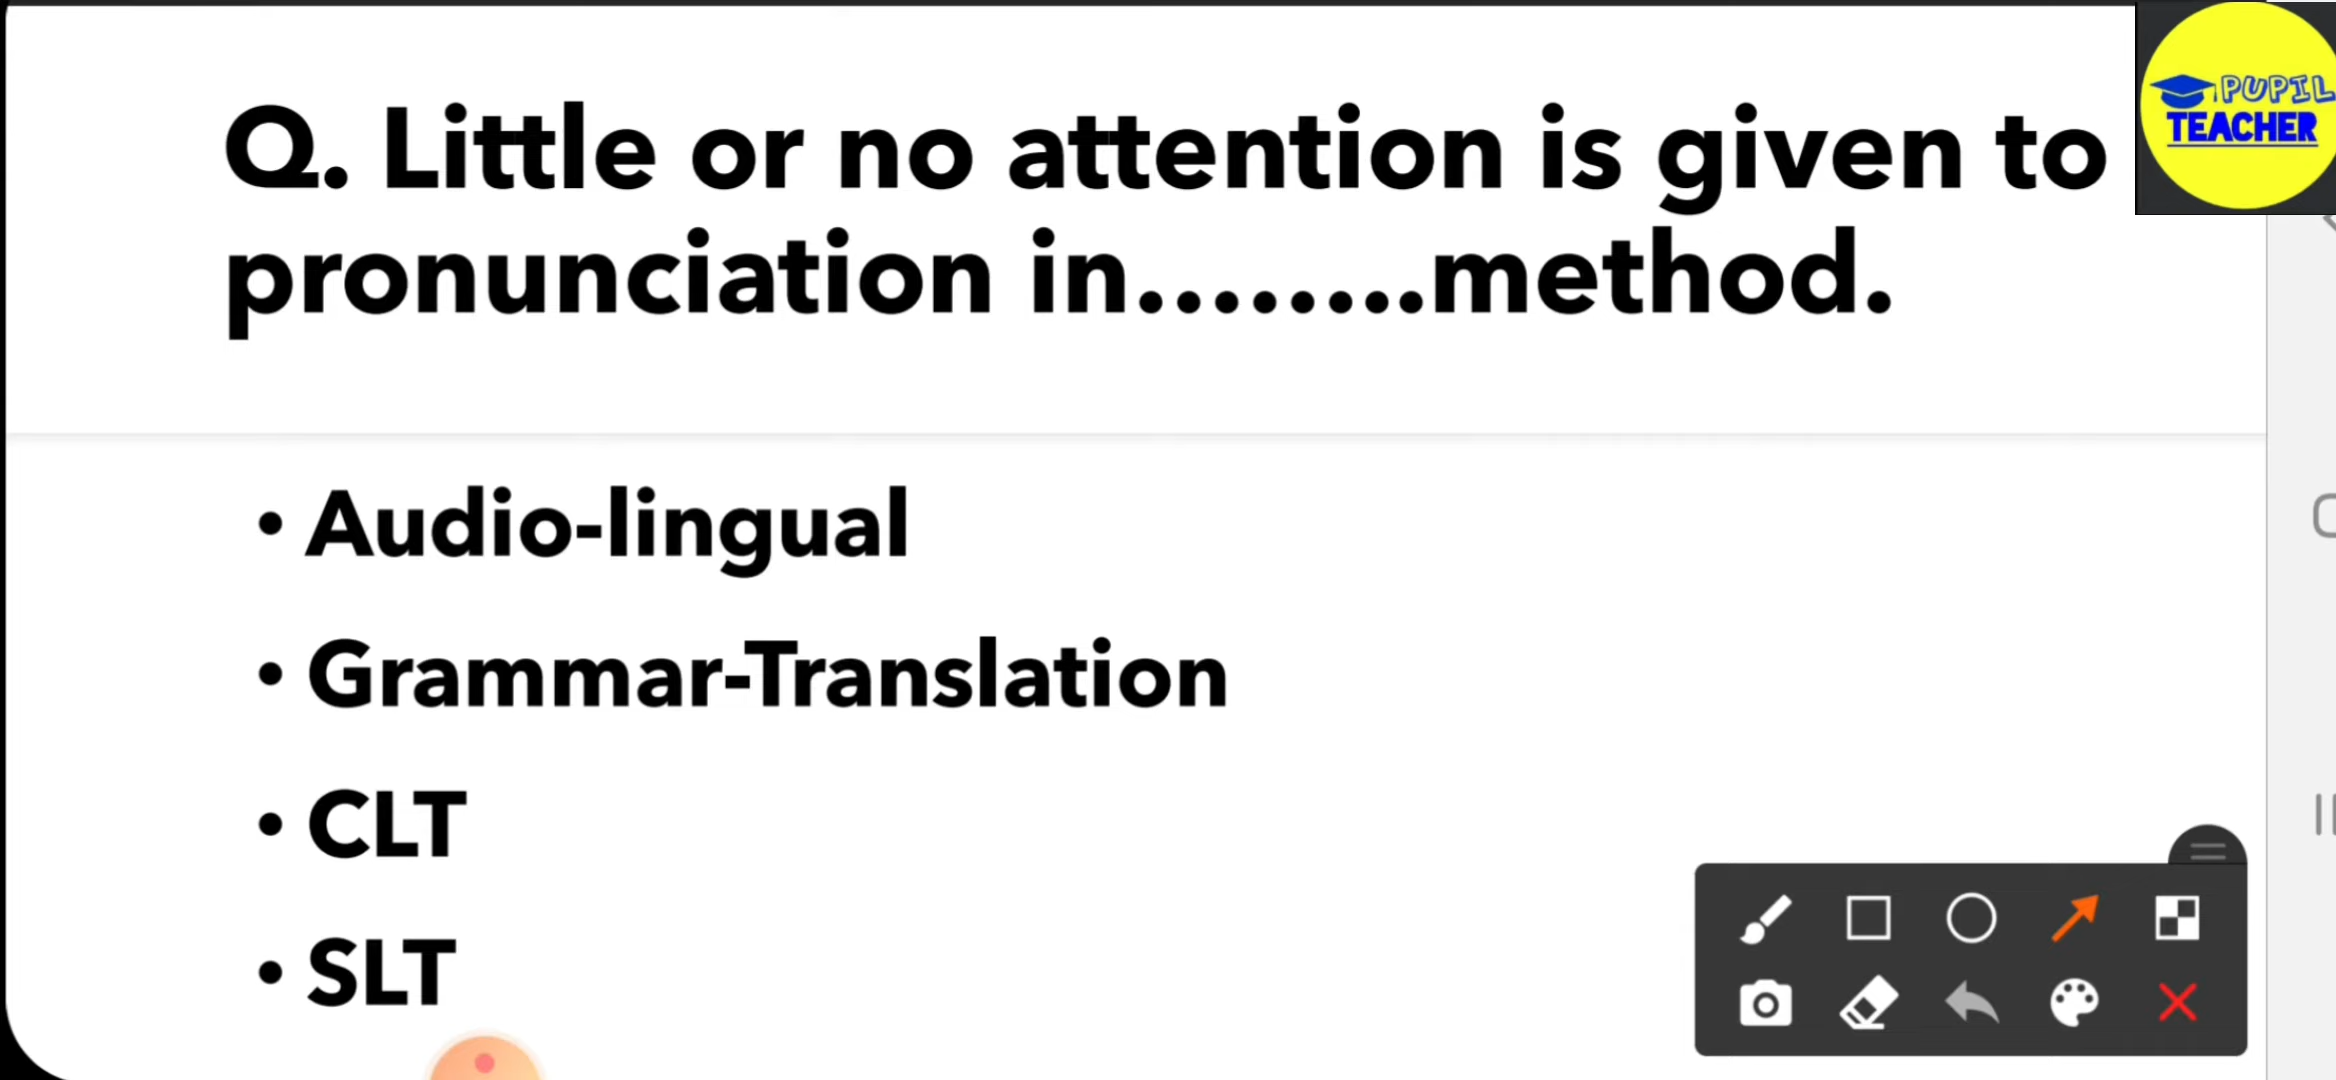 Q. Little or no attention is given to
pronunciation in........method.
PUPIL
TEACHER
• Audio-lingual
• Grammar-Translation
• CLT
• SLT